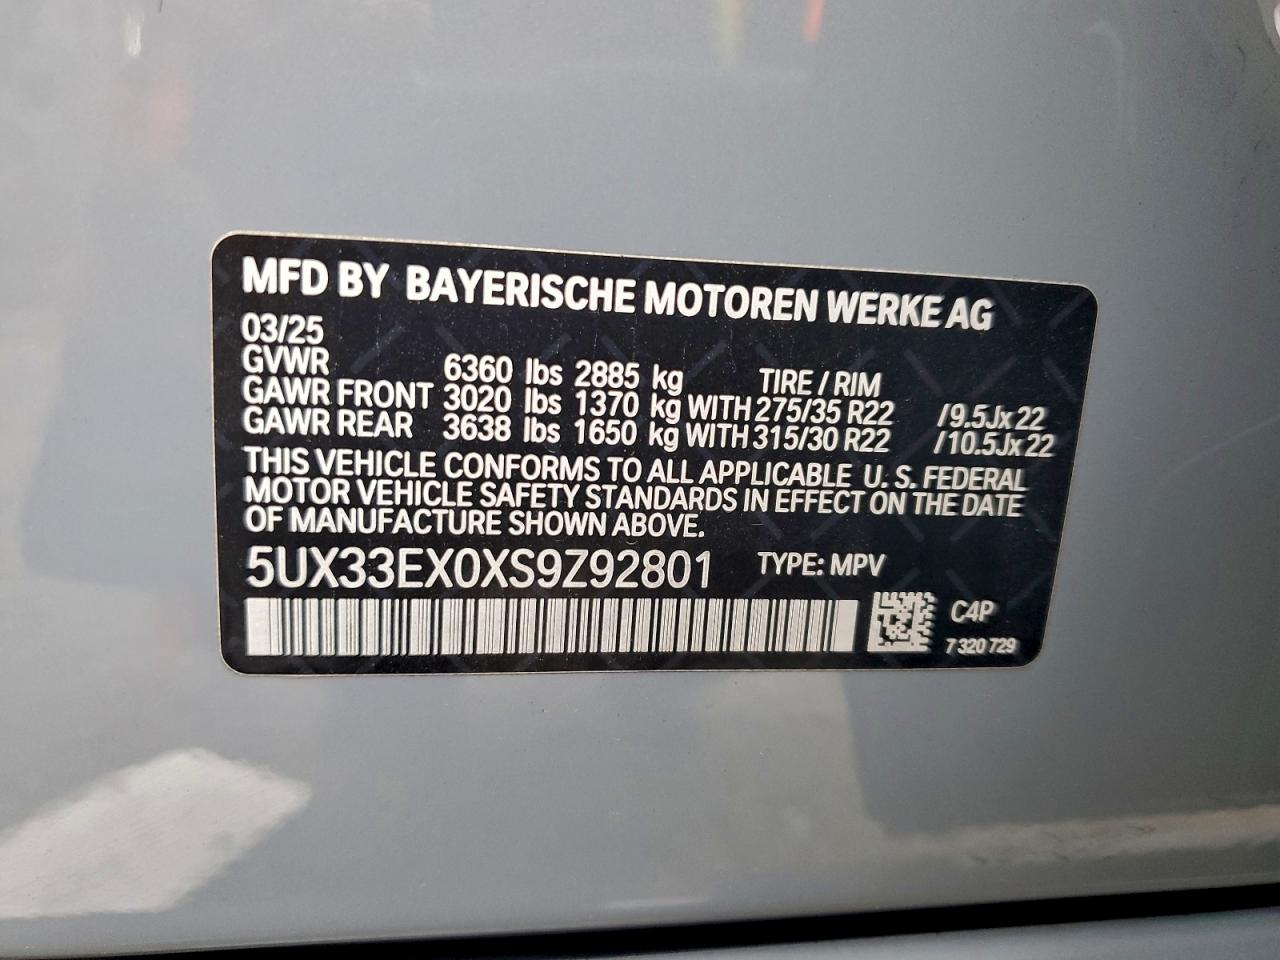 MFD BY BAYERISCHE MOTOREN WERKE AG
03/25
GVWR 6360 lbs 2885 kg TIRE / RIM
GAWR FRONT 3020 lbs 1370 kg WITH 275/35 R22 /9.5Jx22
GAWR REAR 3638 lbs 1650 kg WITH 315/30 R22 /10.5Jx22
THIS VEHICLE CONFORMS TO ALL APPLICABLE U. S. FEDERAL
MOTOR VEHICLE SAFETY STANDARDS IN EFFECT ON THE DATE
OF MANUFACTURE SHOWN ABOVE.
5UX33EX0XS9Z92801 TYPE: MPV
C4P
7 320 729